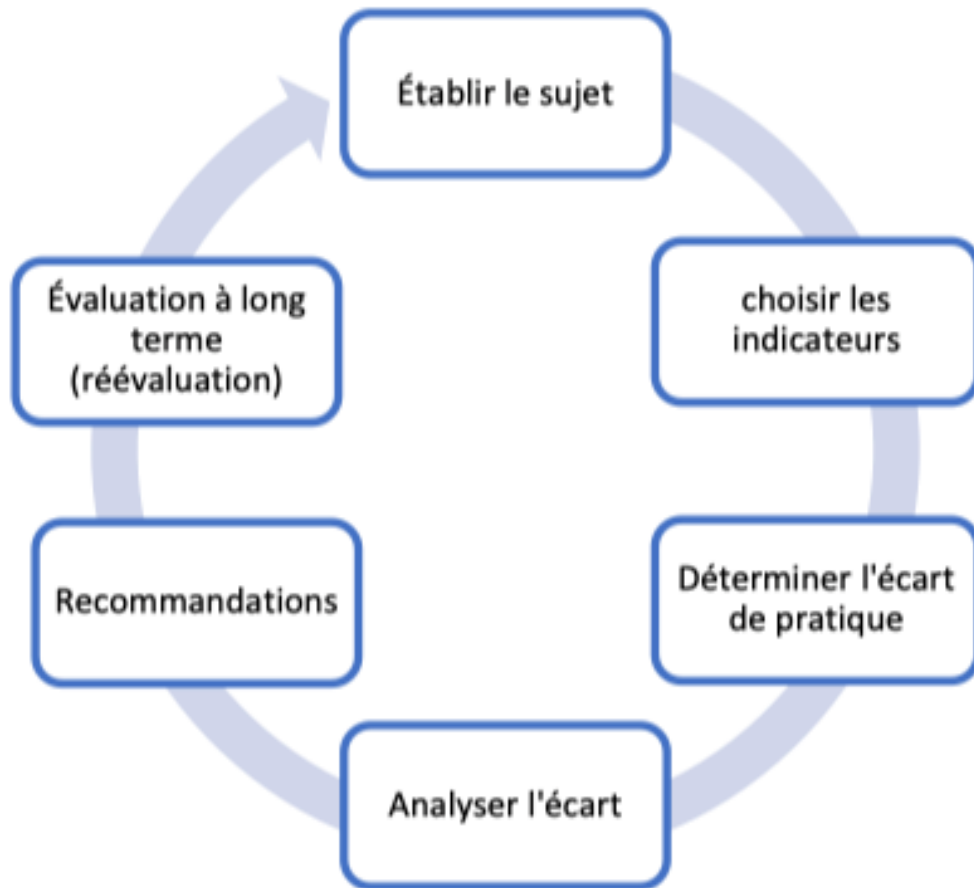 Établir le sujet
choisir les
indicateurs
Déterminer l'écart
de pratique
Analyser l'écart
Recommandations
Évaluation à long
terme
(réévaluation)